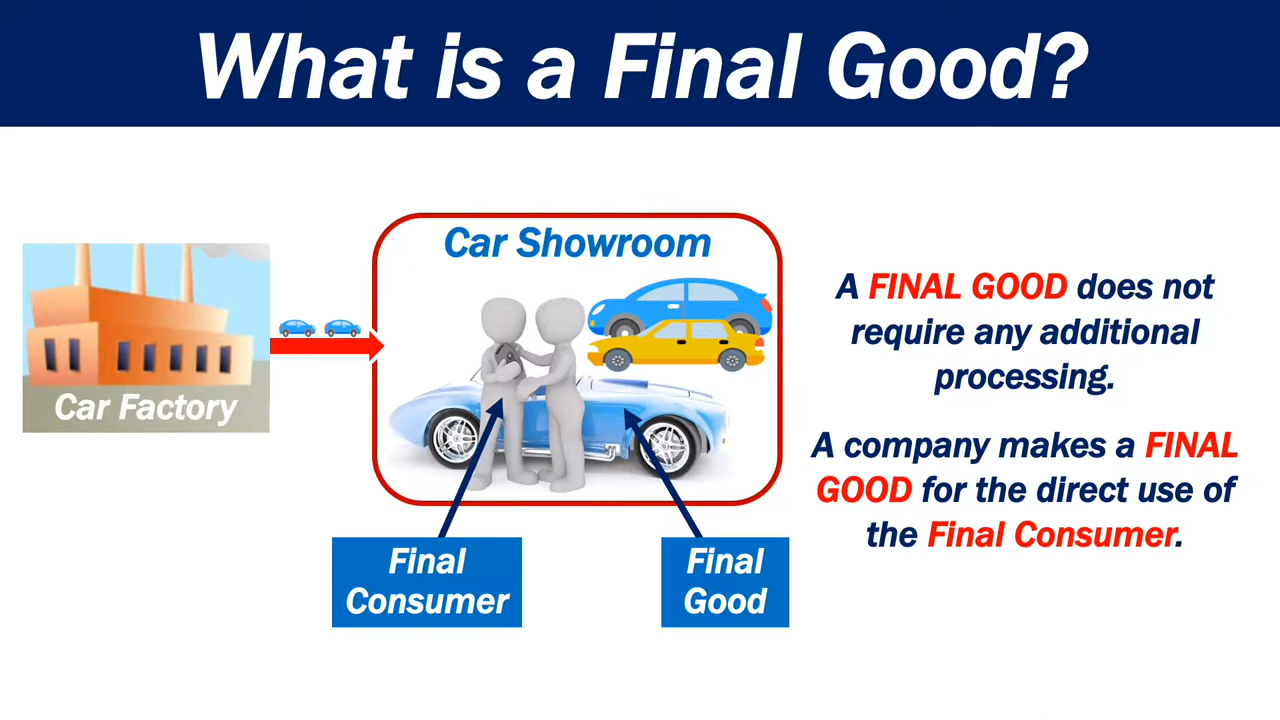 What is a Final Good?
Car Showroom
Car Factory
A FINAL GOOD does not
require any additional
processing.
A company makes a FINAL
GOOD for the direct use of
the Final Consumer.
Final
Consumer
Final
Good